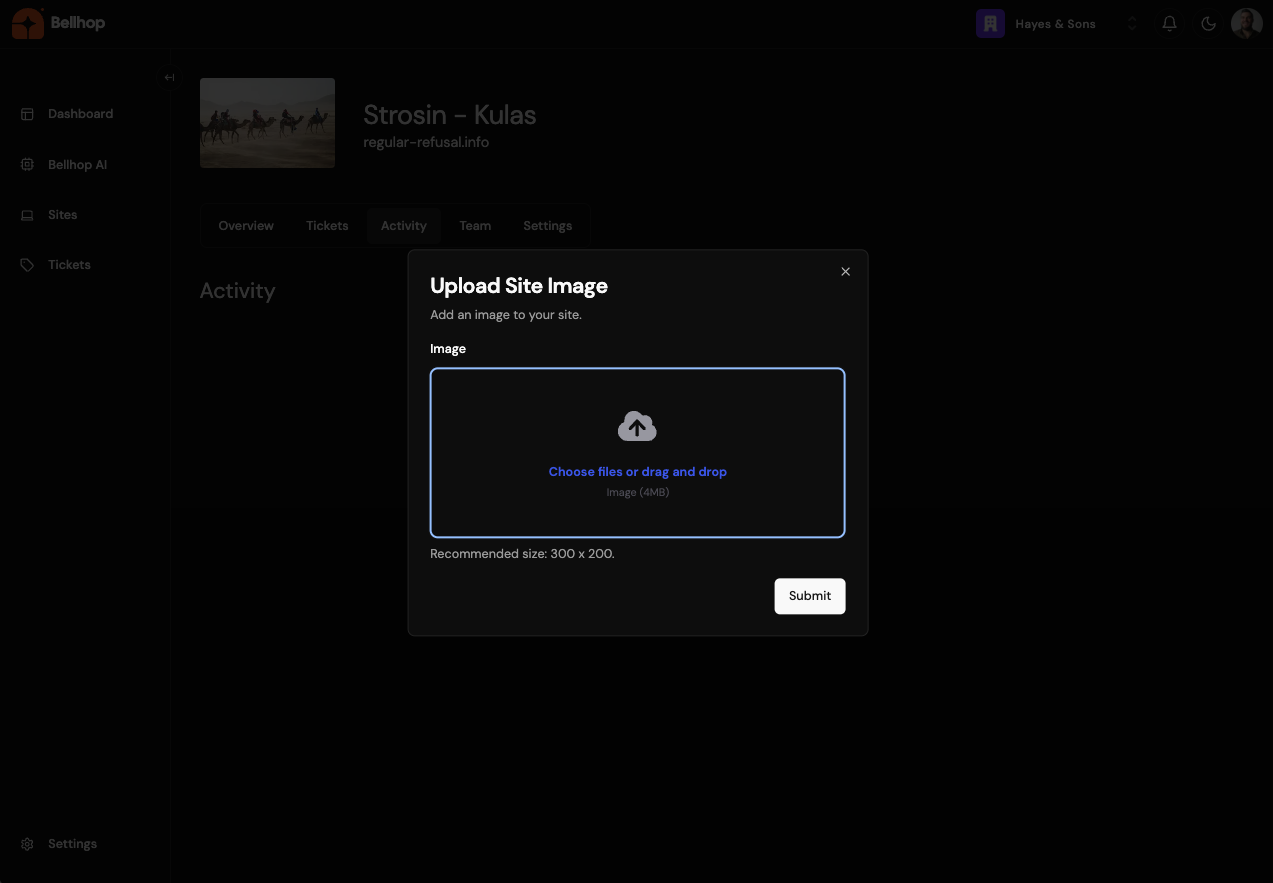 Bellhop
Hayes & Sons
Dashboard
Bellhop AI
Sites
Tickets
Settings
Strosin - Kulas
regular-refusal.info
Overview
Tickets
Activity
Team
Settings
Activity
Upload Site Image
Add an image to your site.
Image
Choose files or drag and drop
Image (4MB)
Recommended size: 300 x 200.
Submit